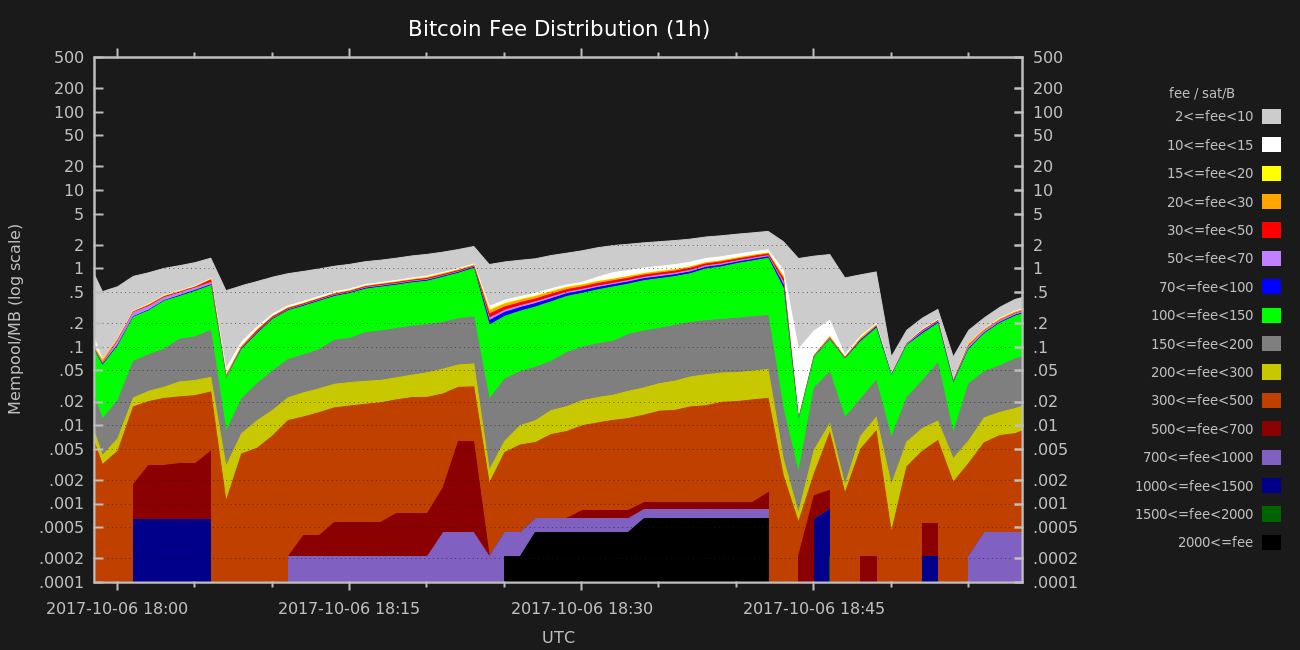 Bitcoin Fee Distribution (1h)
Mempool/MB (log scale)
500
200
100
50
20
10
5
2
1
.5
.2
.1
.05
.02
.01
.005
.002
.001
.0005
.0002
.0001
500
200
100
50
20
10
5
2
1
.5
.2
.1
.05
.02
.01
.005
.002
.001
.0005
.0002
.0001
2017-10-06 18:00 2017-10-06 18:15 2017-10-06 18:30 2017-10-06 18:45
UTC
fee / sat/B
2<=fee<10
10<=fee<15
15<=fee<20
20<=fee<30
30<=fee<50
50<=fee<70
70<=fee<100
100<=fee<150
150<=fee<200
200<=fee<300
300<=fee<500
500<=fee<700
700<=fee<1000
1000<=fee<1500
1500<=fee<2000
2000<=fee